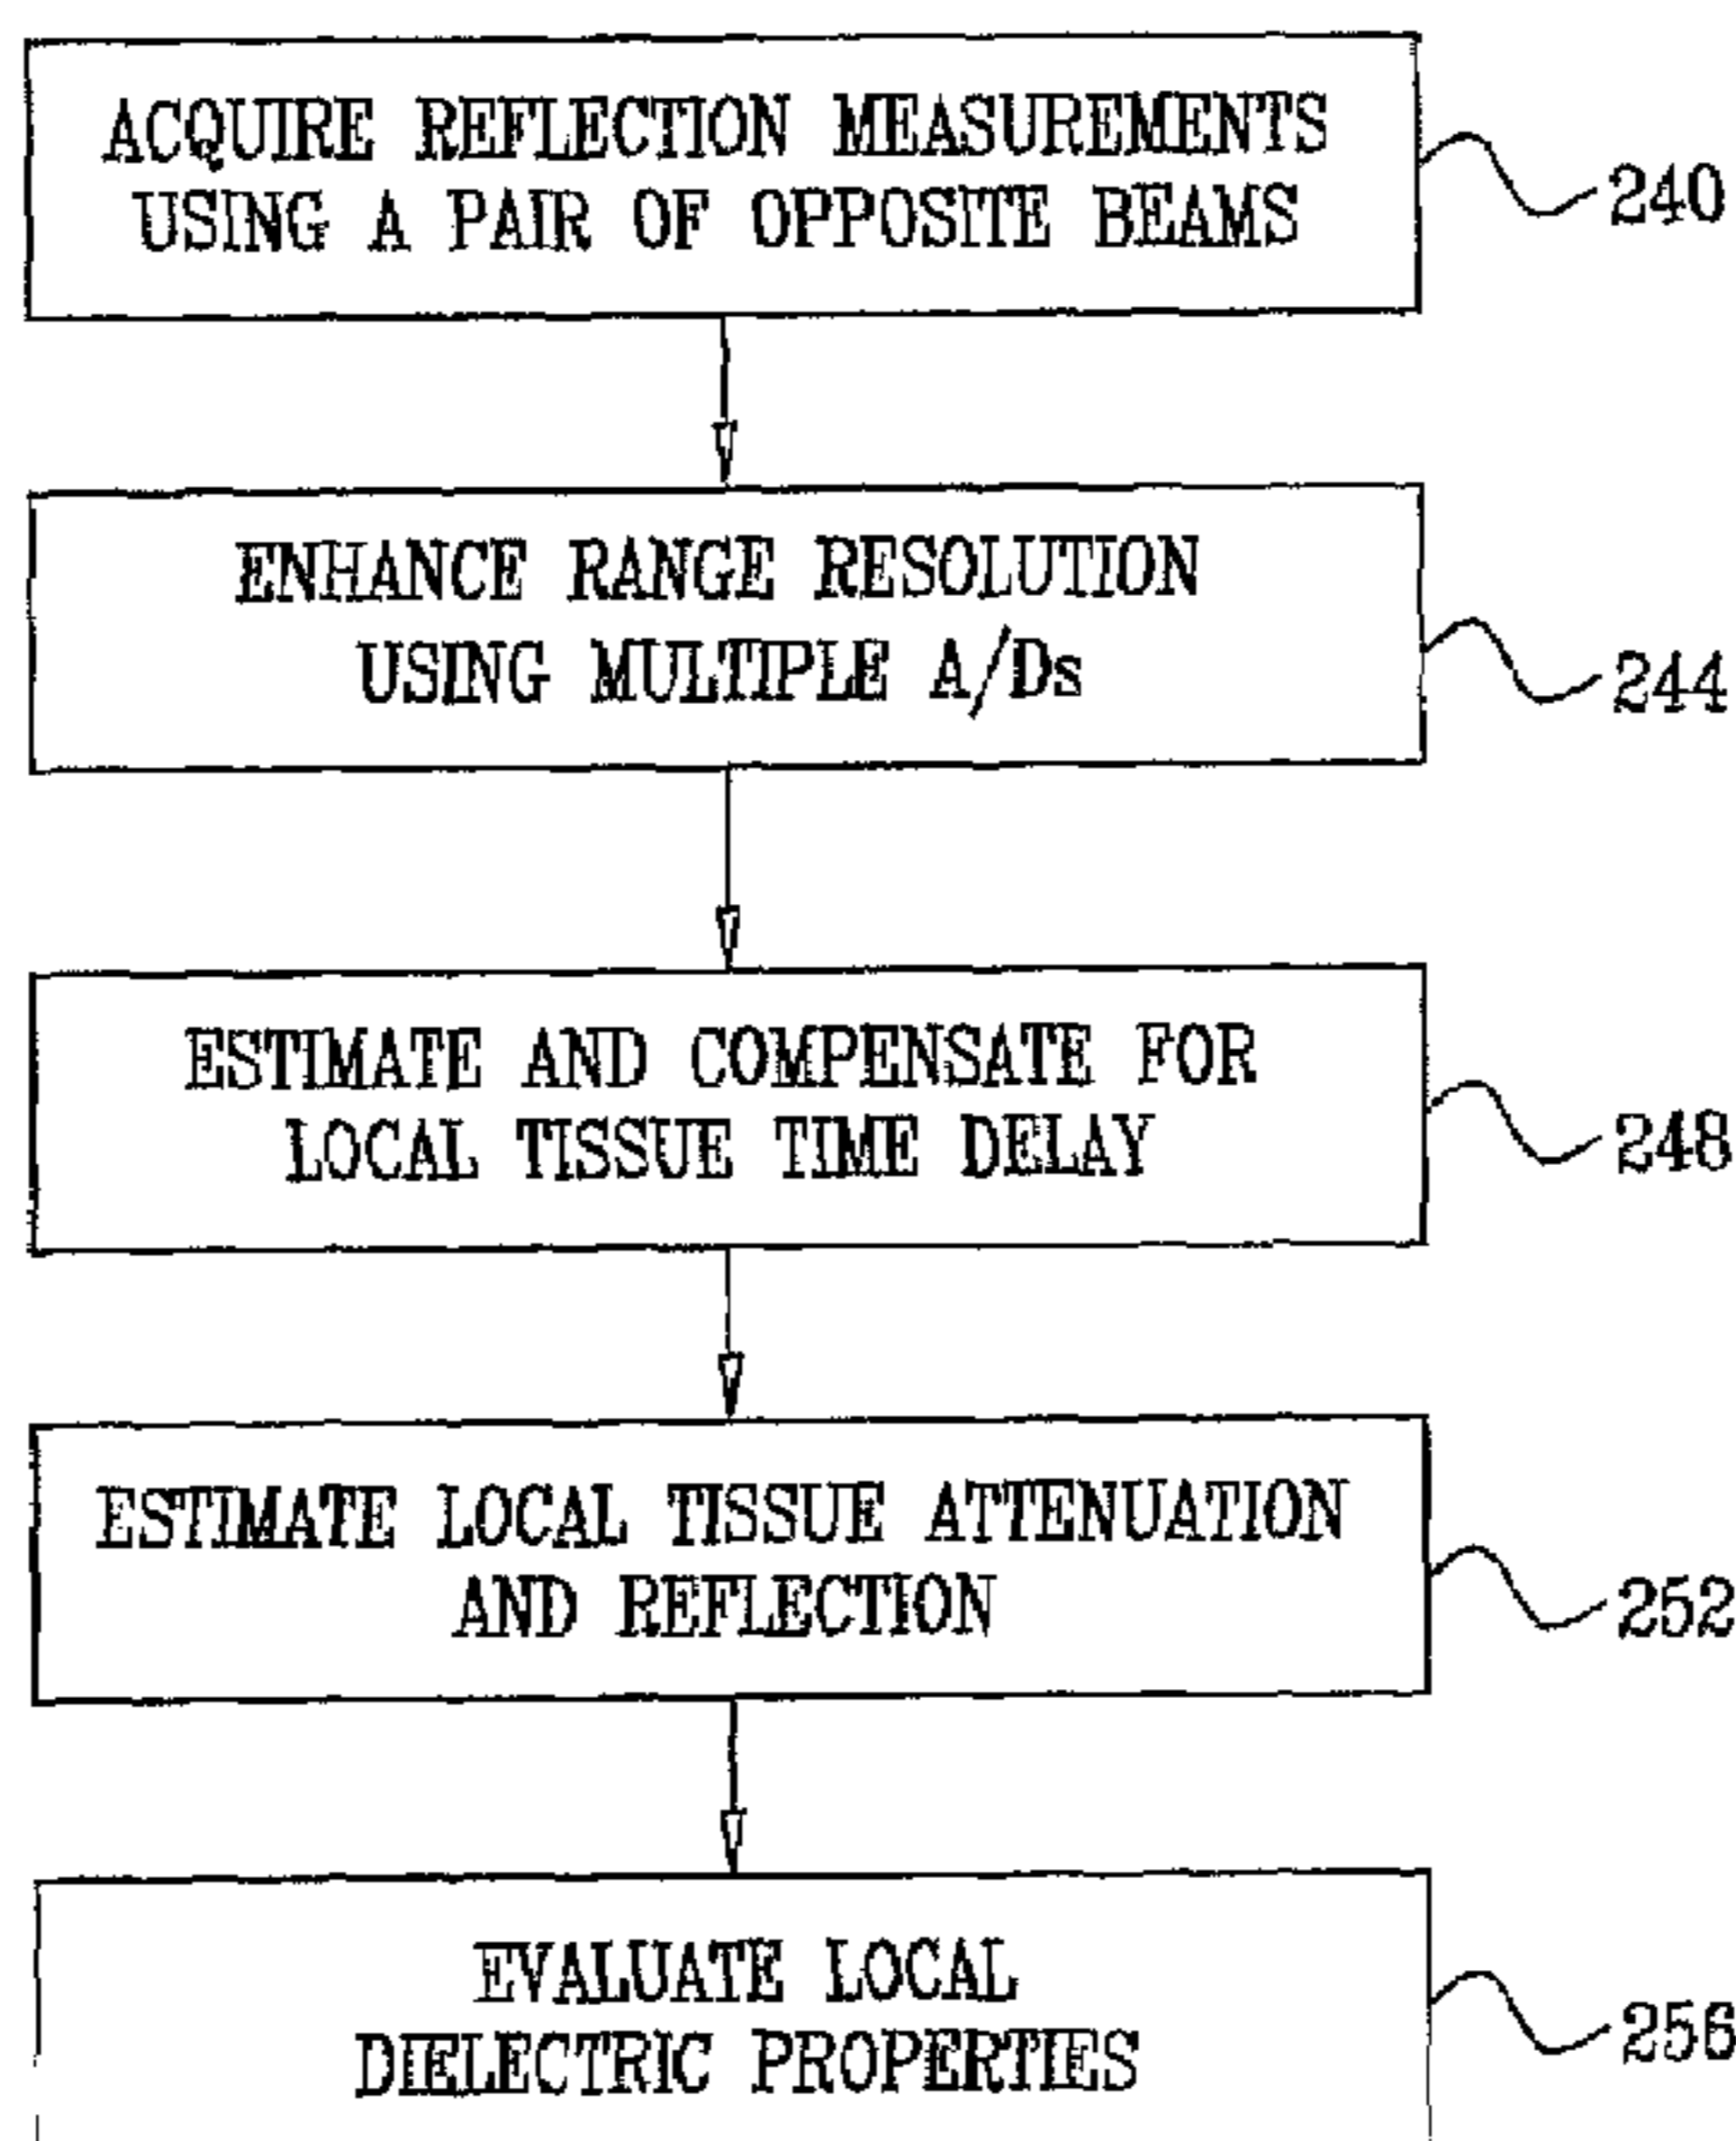 ACQUIRE REFLECTION MEASUREMENTS
USING A PAIR OF OPPOSITE BEAMS
240
ENHANCE RANGE RESOLUTION
USING MULTIPLE A/Ds
244
ESTIMATE AND COMPENSATE FOR
LOCAL TISSUE TIME DELAY
248
ESTIMATE LOCAL TISSUE ATTENUATION
AND REFLECTION
252
EVALUATE LOCAL
DIELECTRIC PROPERTIES
256